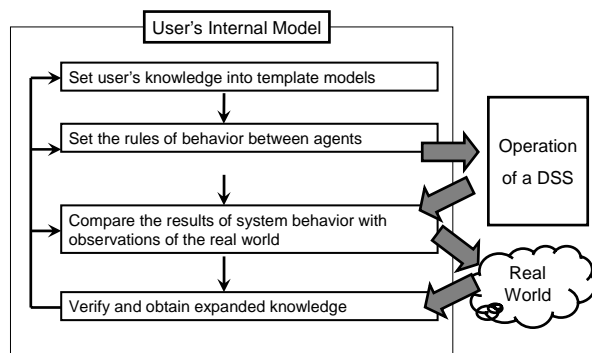 User's Internal Model
Set user's knowledge into template models
Set the rules of behavior between agents
Operation
of a DSS
Compare the results of system behavior with
observations of the real world
Real
World
Verify and obtain expanded knowledge